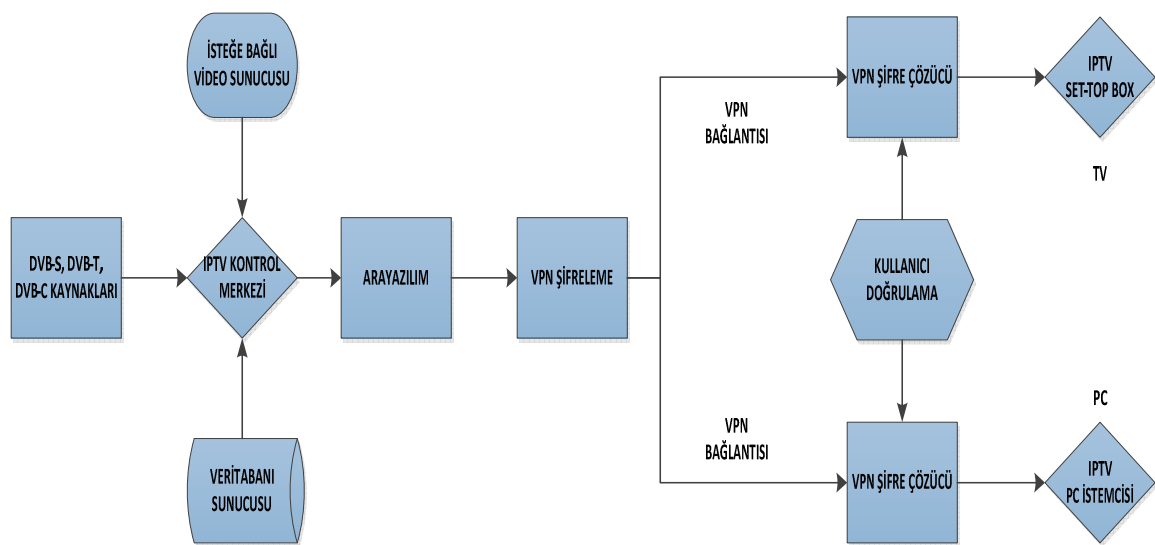 İSTEĞE BAĞLI
VİDEO SUNUCUSU
DVB-S, DVB-T,
DVB-C KAYNAKLARI
IPTV KONTROL
MERKEZİ
VERİTABANI
SUNUCUSU
ARAYAZILIM
VPN ŞİFRELEME
VPN
BAĞLANTISI
VPN ŞİFRE ÇÖZÜCÜ
IPTV
SET-TOP BOX
TV
KULLANICI
DOĞRULAMA
VPN
BAĞLANTISI
VPN ŞİFRE ÇÖZÜCÜ
PC
IPTV
PC İSTEMCİSİ